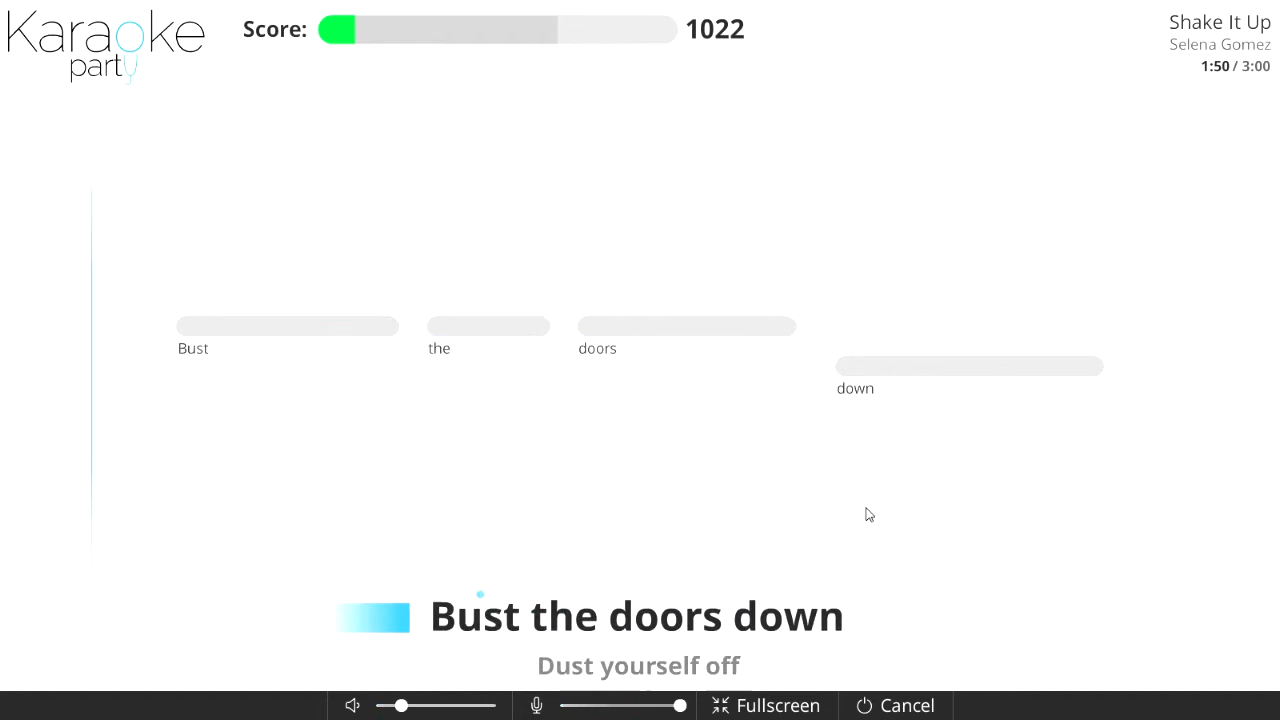 Karaoke
party
Score:
1022
Shake It Up
Selena Gomez
1:50 / 3:00
Bust
the
doors
down
Bust the doors down
Dust yourself off
Fullscreen
Cancel